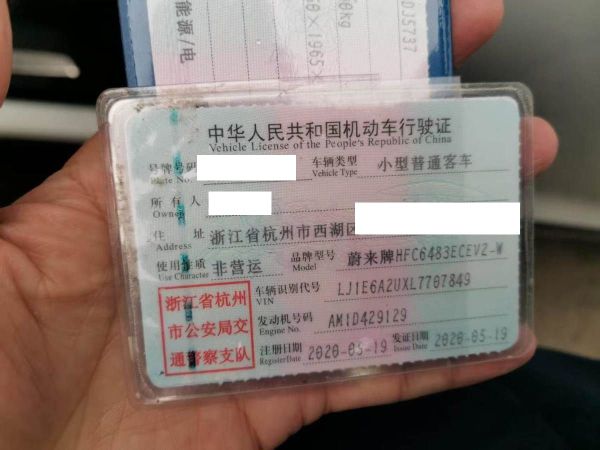 DJ5737
0kg
60×1965×
能源/电
中华人民共和国机动车行驶证
Vehicle License of the People's Republic of China
号牌号码
Plate No.
车辆类型 小型普通客车
Vehicle Type
所有人
Owner
住 址 浙江省杭州市西湖区
Address
使用性质 非营运
Use Character
品牌型号 蔚来牌HFC6483ECEV2-W
Model
浙江省杭州
市公安局交
通警察支队
车辆识别代号 LJ1E6A2UXL7707849
VIN
发动机号码 AM1D429129
Engine No.
注册日期 2020-05-19 发证日期 2020-05-19
Register Date Issue Date